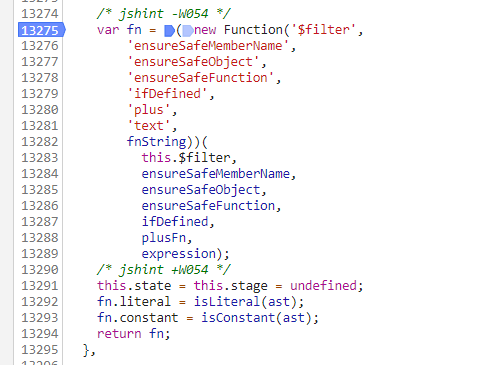 13274 /* jshint -W054 */
13275 var fn = (new Function('$filter',
13276 'ensureSafeMemberName',
13277 'ensureSafeObject',
13278 'ensureSafeFunction',
13279 'ifDefined',
13280 'plus',
13281 'text',
13282 fnString))(
13283 this.$filter,
13284 ensureSafeMemberName,
13285 ensureSafeObject,
13286 ensureSafeFunction,
13287 ifDefined,
13288 plusFn,
13289 expression);
13290 /* jshint +W054 */
13291 this.state = this.stage = undefined;
13292 fn.literal = isLiteral(ast);
13293 fn.constant = isConstant(ast);
13294 return fn;
13295 },